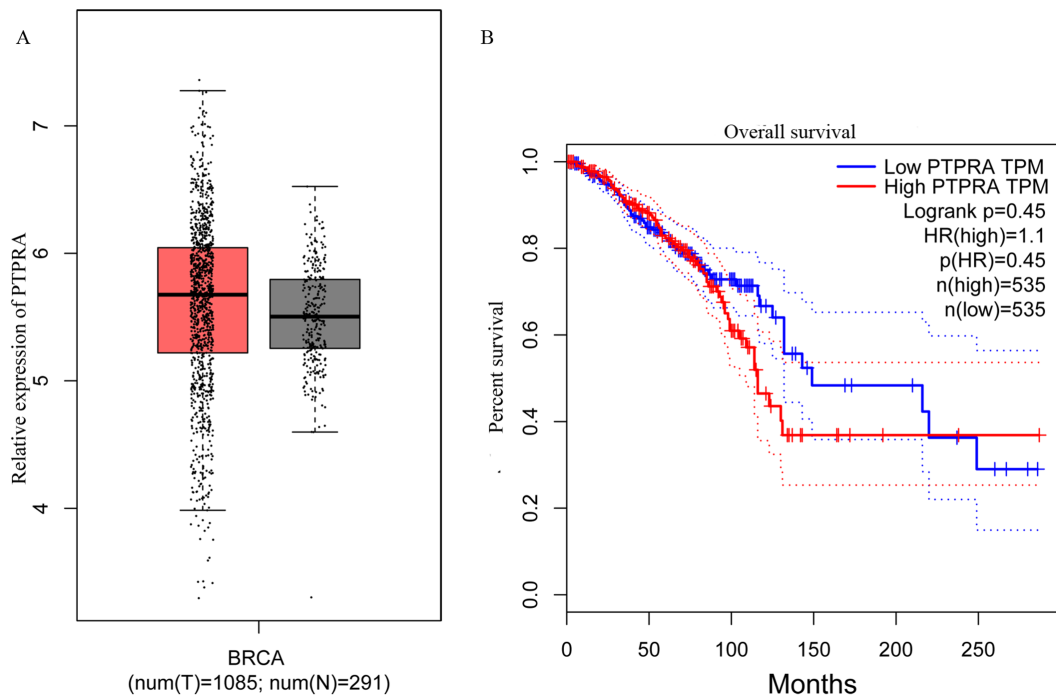 A
Relative expression of PTPRA
7
6
5
4
BRCA
(num(T)=1085; num(N)=291)
B
Overall survival
Low PTPRA TPM
High PTPRA TPM
Logrank p=0.45
HR(high)=1.1
p(HR)=0.45
n(high)=535
n(low)=535
Percent survival
1.0
0.8
0.6
0.4
0.2
0.0
0 50 100 150 200 250
Months